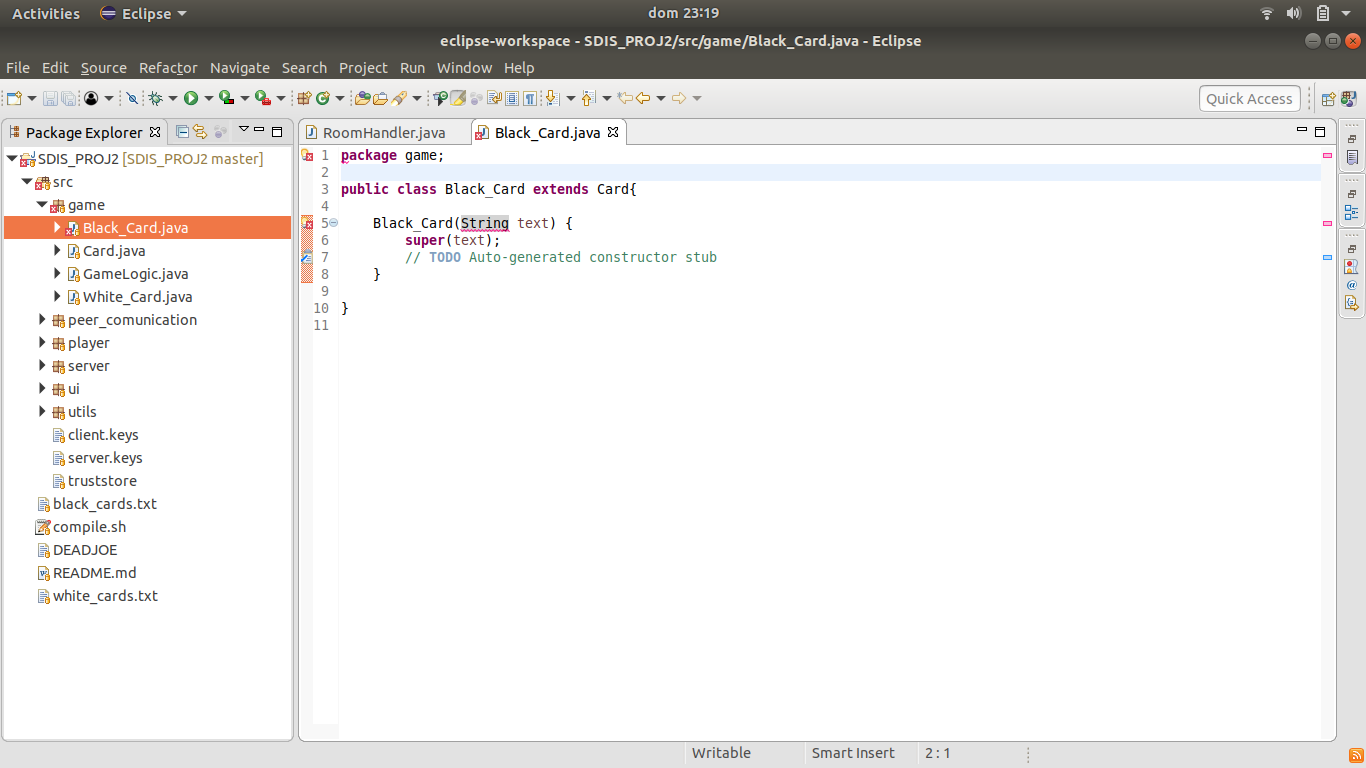 Activities Eclipse dom 23:19
eclipse-workspace - SDIS_PROJ2/src/game/Black_Card.java - Eclipse
File Edit Source Refactor Navigate Search Project Run Window Help
Quick Access
Package Explorer
SDIS_PROJ2 [SDIS_PROJ2 master]
src
game
Black_Card.java
Card.java
GameLogic.java
White_Card.java
peer_comunication
player
server
ui
utils
client.keys
server.keys
truststore
black_cards.txt
compile.sh
DEADJOE
README.md
white_cards.txt
RoomHandler.java Black_Card.java
1 package game;
2
3 public class Black_Card extends Card{
4
5 Black_Card(String text) {
6 super(text);
7 // TODO Auto-generated constructor stub
8 }
9
10 }
11
Writable Smart Insert 2 : 1